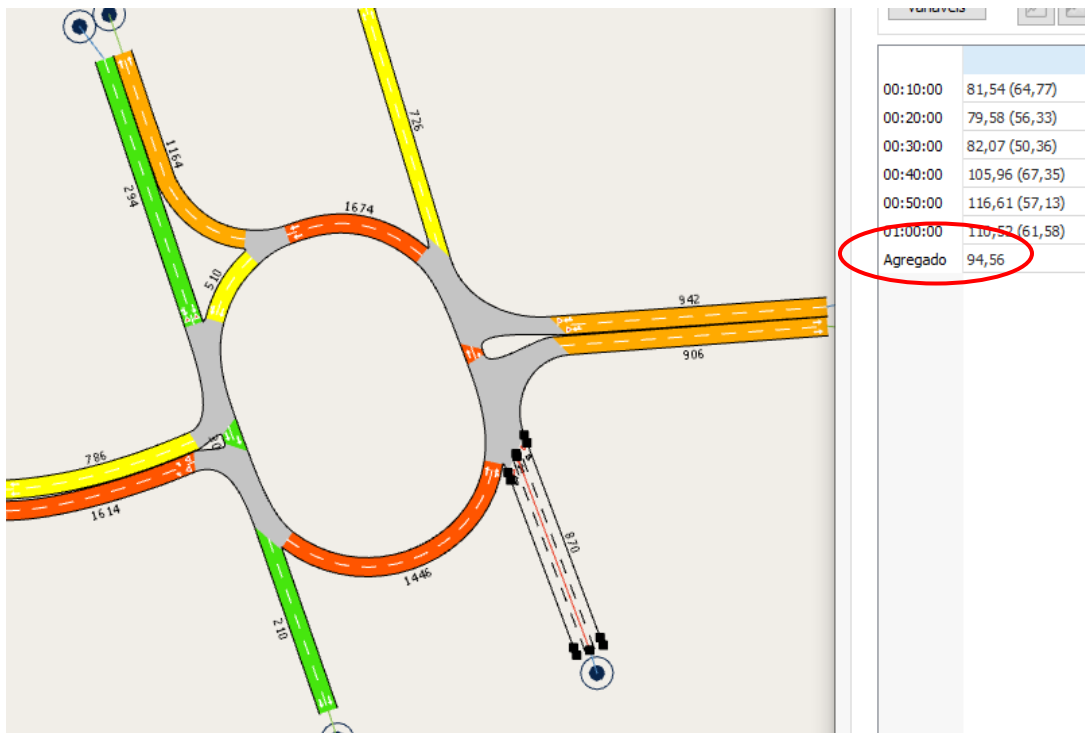 Variáveis
00:10:00 81,54 (64,77)
00:20:00 79,58 (56,33)
00:30:00 82,07 (50,36)
00:40:00 105,96 (67,35)
00:50:00 116,61 (57,13)
01:00:00 110,52 (61,58)
Agregado 94,56
726
1164
294
1674
510
942
906
786
1614
870
1446
210